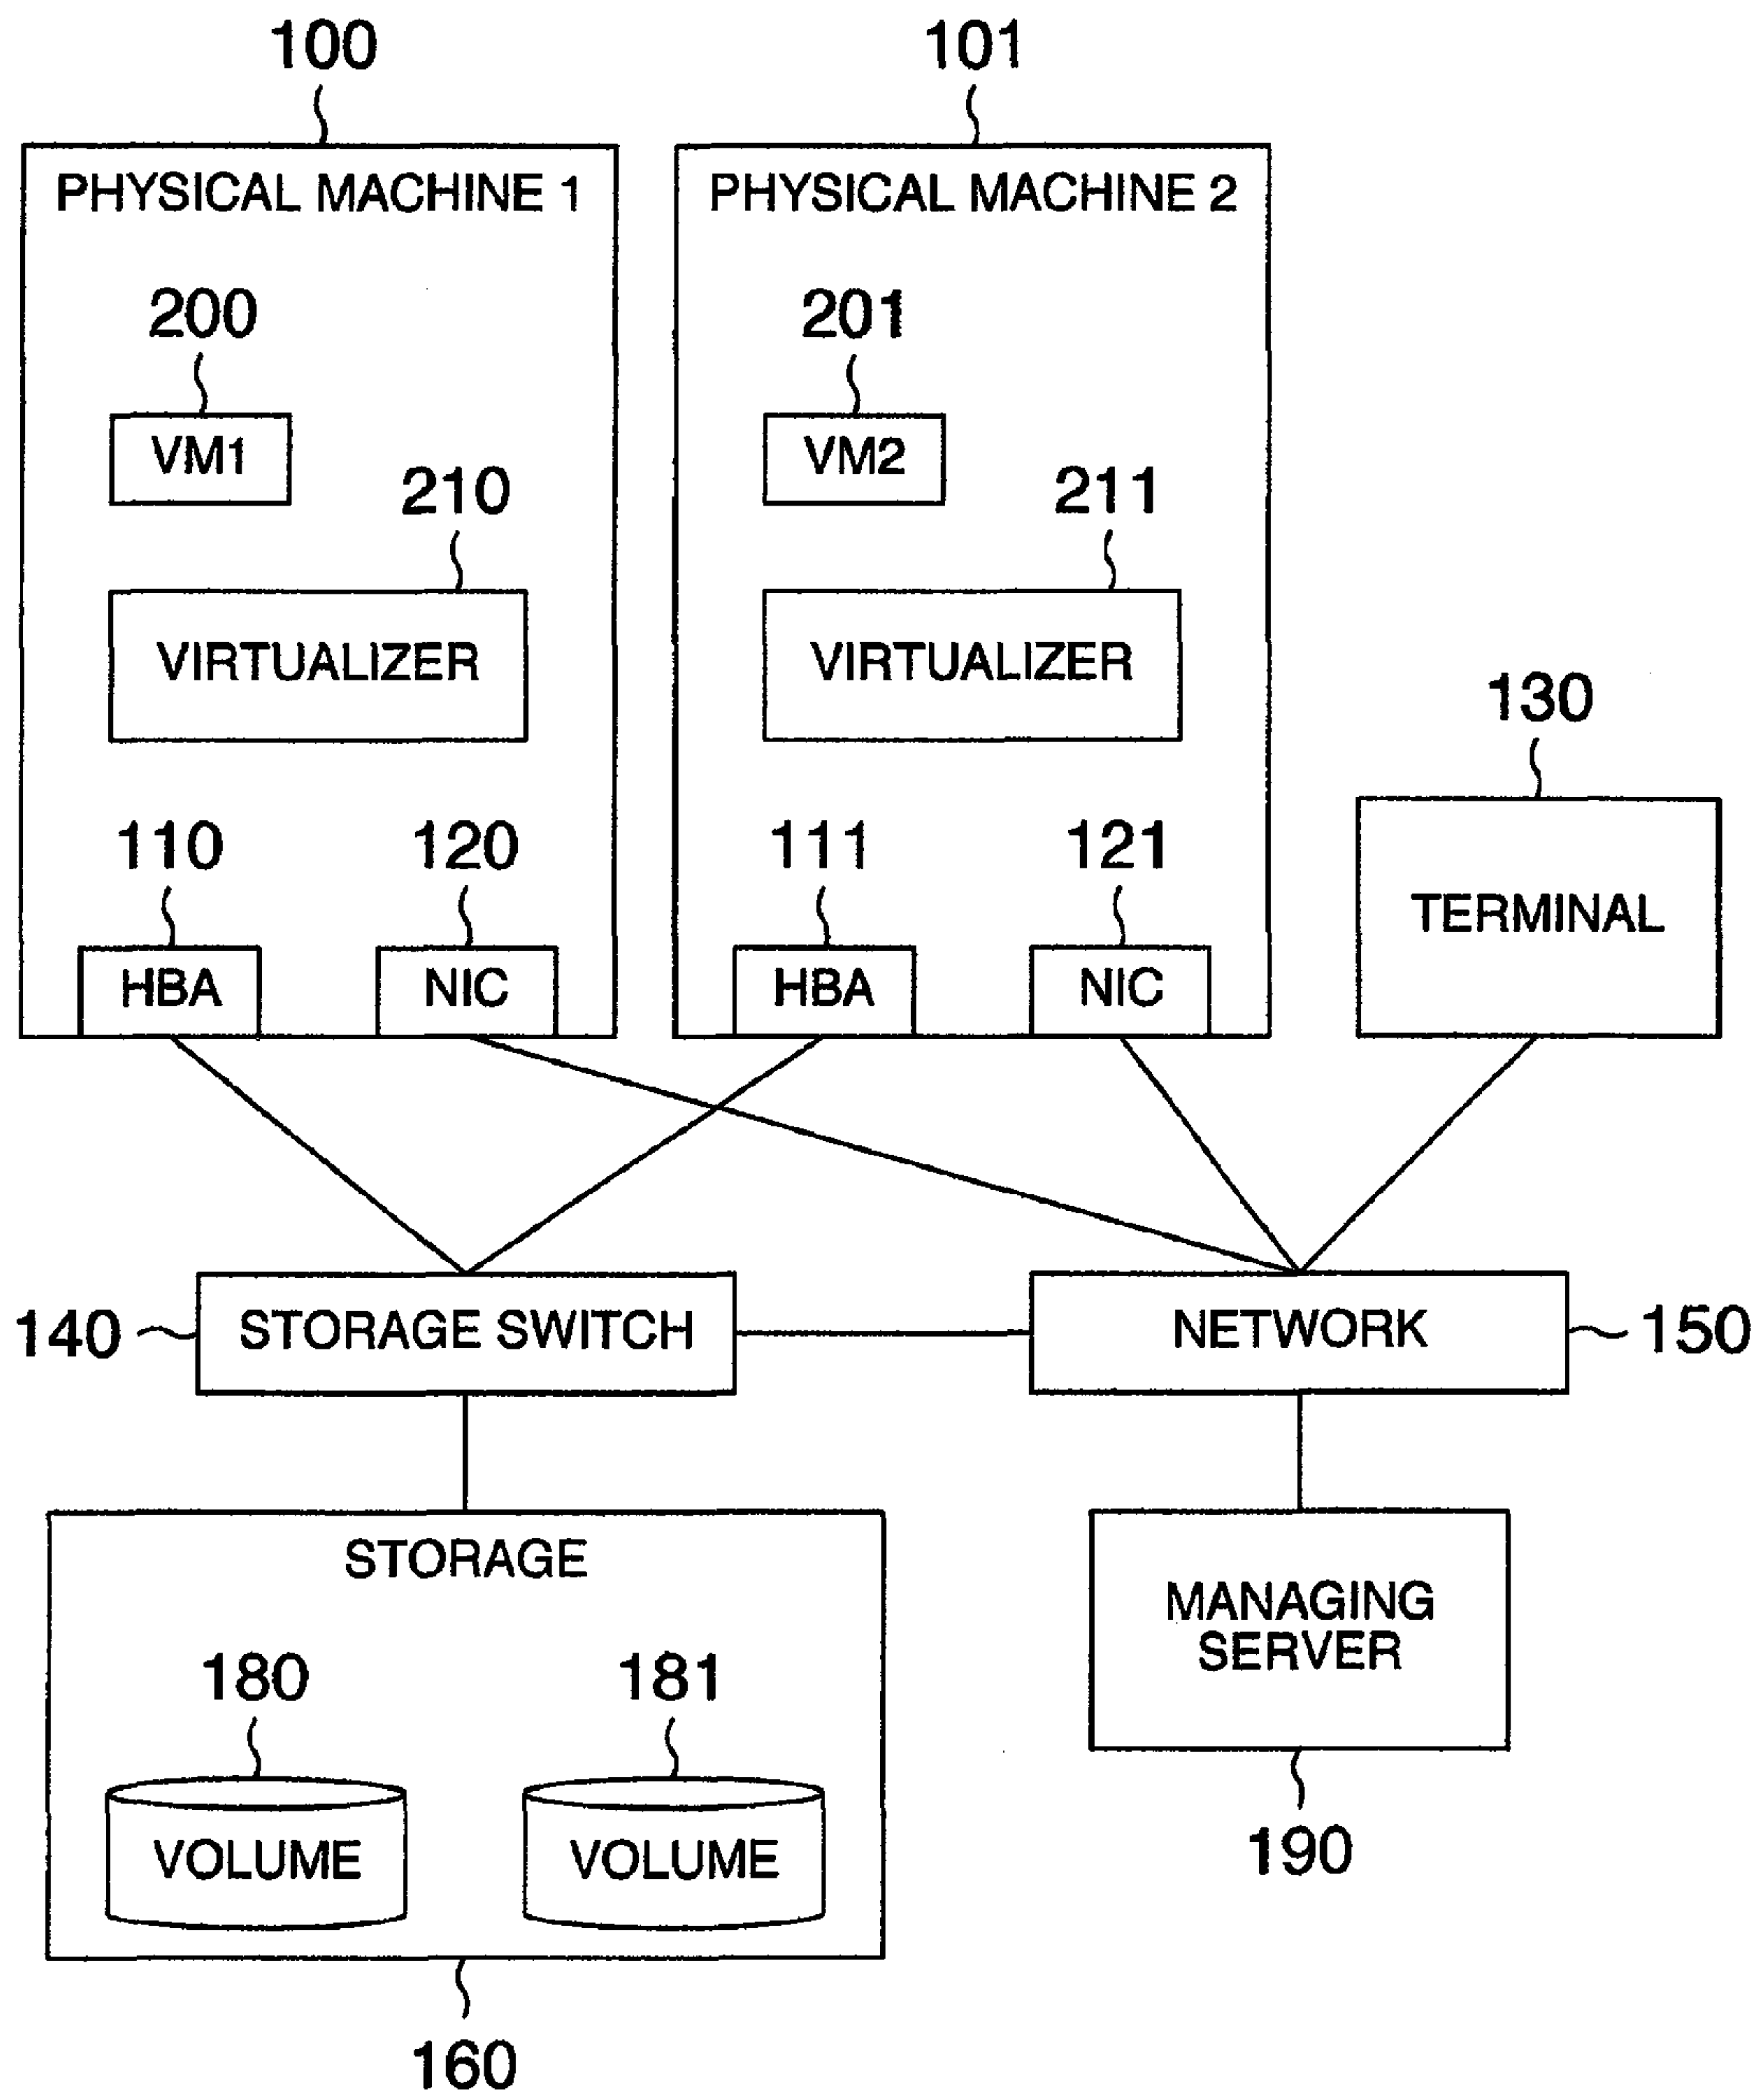 100
101
PHYSICAL MACHINE 1
PHYSICAL MACHINE 2
200
201
VM1
VM2
210
211
VIRTUALIZER
VIRTUALIZER
130
110
120
111
121
TERMINAL
HBA
NIC
HBA
NIC
140
STORAGE SWITCH
NETWORK
150
STORAGE
MANAGING
SERVER
180
181
VOLUME
VOLUME
190
160